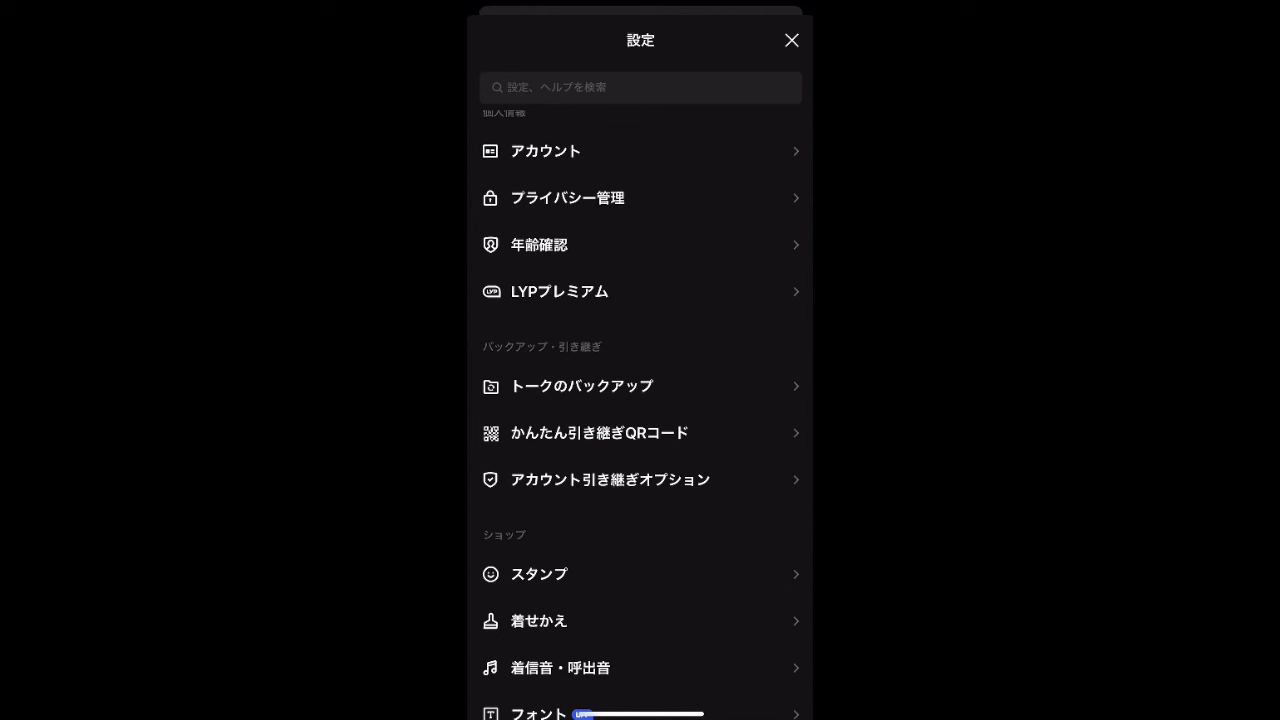 設定
設定、ヘルプを検索
個人情報
アカウント
プライバシー管理
年齢確認
LYPプレミアム
バックアップ・引き継ぎ
トークのバックアップ
かんたん引き継ぎQRコード
アカウント引き継ぎオプション
ショップ
スタンプ
着せかえ
着信音・呼出音
フォント